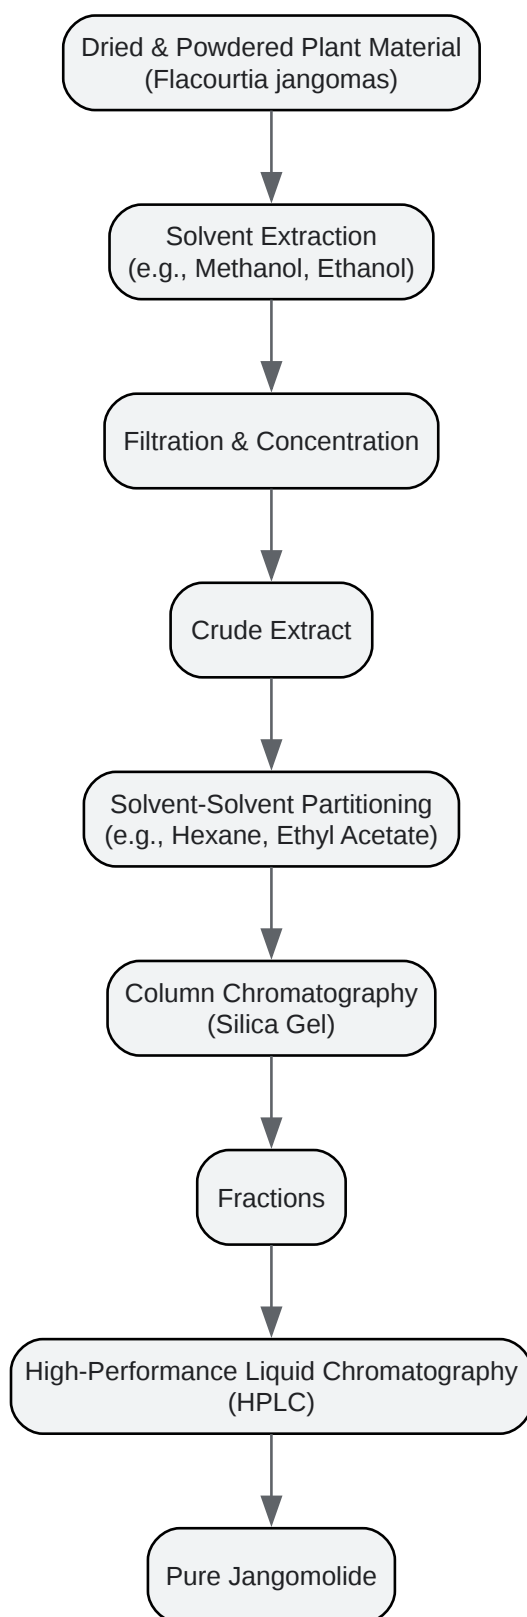 Dried & Powdered Plant Material
(Flacourtia jangomas)
Solvent Extraction
(e.g., Methanol, Ethanol)
Filtration & Concentration
Crude Extract
Solvent-Solvent Partitioning
(e.g., Hexane, Ethyl Acetate)
Column Chromatography
(Silica Gel)
Fractions
High-Performance Liquid Chromatography
(HPLC)
Pure Jangomolide